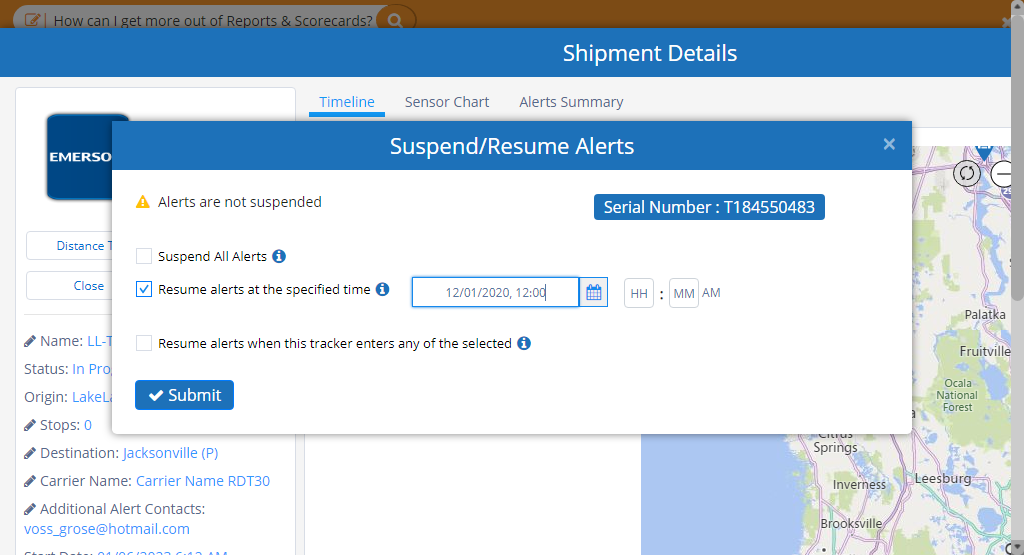 How can I get more out of Reports & Scorecards?
Shipment Details
Timeline
Sensor Chart
Alerts Summary
EMERSO
Suspend/Resume Alerts
×
Alerts are not suspended
Serial Number : T184550483
Distance T
Suspend All Alerts
Close
Resume alerts at the specified time
12/01/2020, 12:00
HH : MM AM
Resume alerts when this tracker enters any of the selected
Submit
Name: LL-T
Status: In Pro
Origin: LakeLa
Stops: 0
Destination: Jacksonville (P)
Carrier Name: Carrier Name RDT30
Additional Alert Contacts:
voss_grose@hotmail.com
Start Date: 01/06/2023 6:13 AM
Palatka
Fruitville
Ocala
National
Forest
Citrus
Springs
Inverness
Leesburg
Brooksville